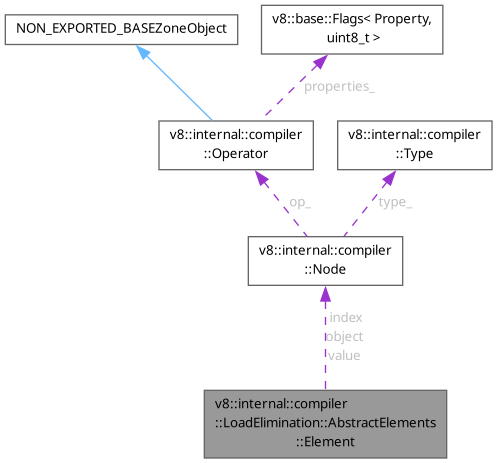 NON_EXPORTED_BASEZoneObject
v8::base::Flags< Property,
uint8_t >
properties_
v8::internal::compiler
::Operator
v8::internal::compiler
::Type
op_
type_
v8::internal::compiler
::Node
index
object
value
v8::internal::compiler
::LoadElimination::AbstractElements
::Element